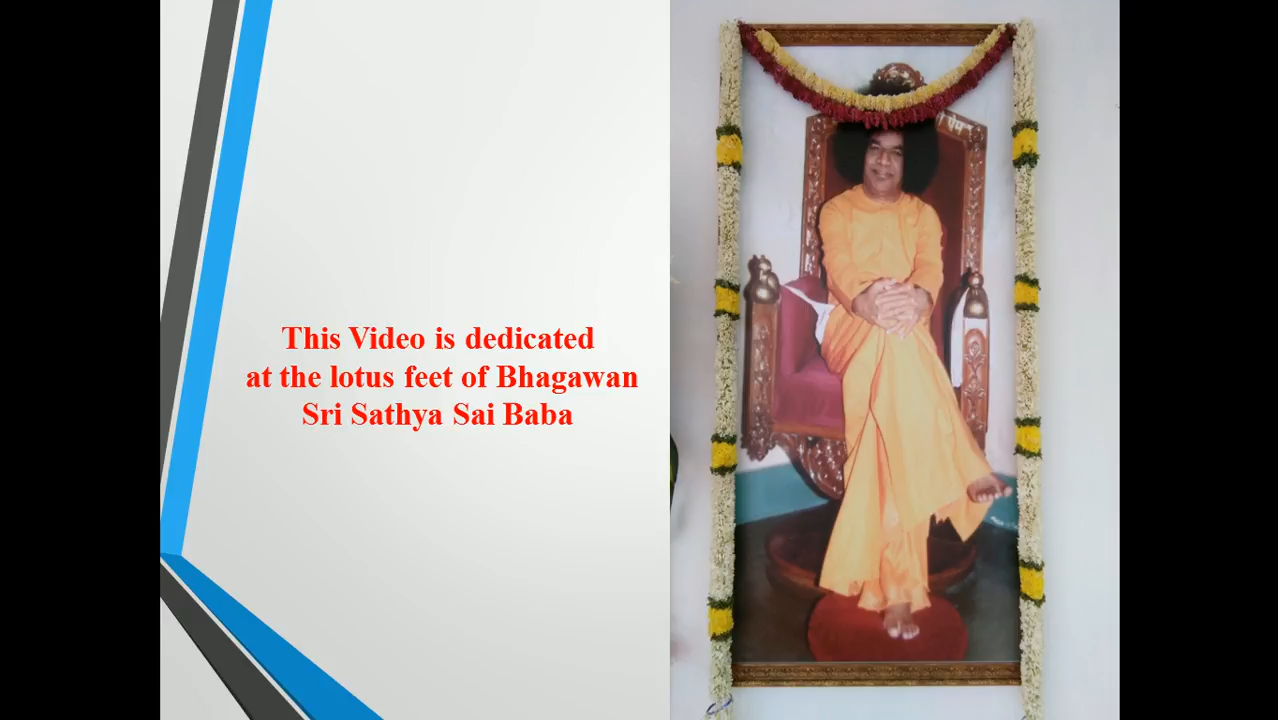 This Video is dedicated
at the lotus feet of Bhagawan
Sri Sathya Sai Baba
प्रेम